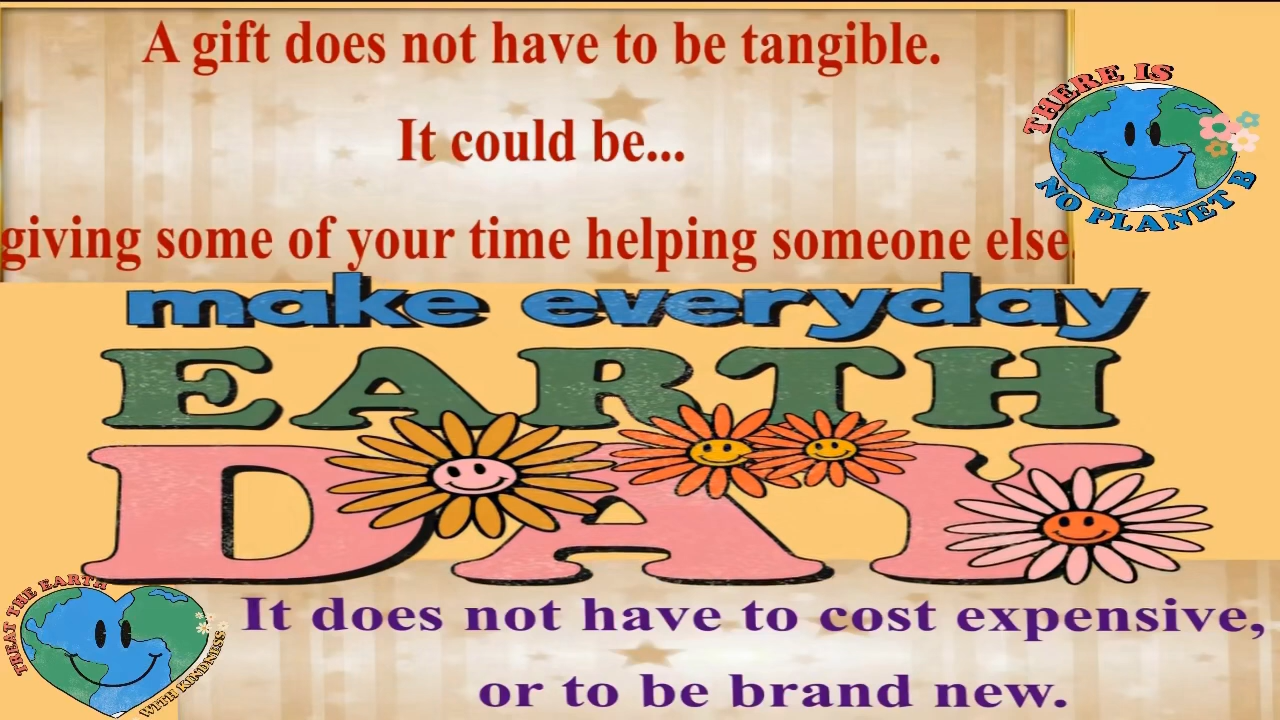 A gift does not have to be tangible.
It could be...
giving some of your time helping someone else.
THERE IS
NO PLANET B
make everyday
EARTH
DAY
TREAT THE EARTH
WITH KINDNESS
It does not have to cost expensive,
or to be brand new.